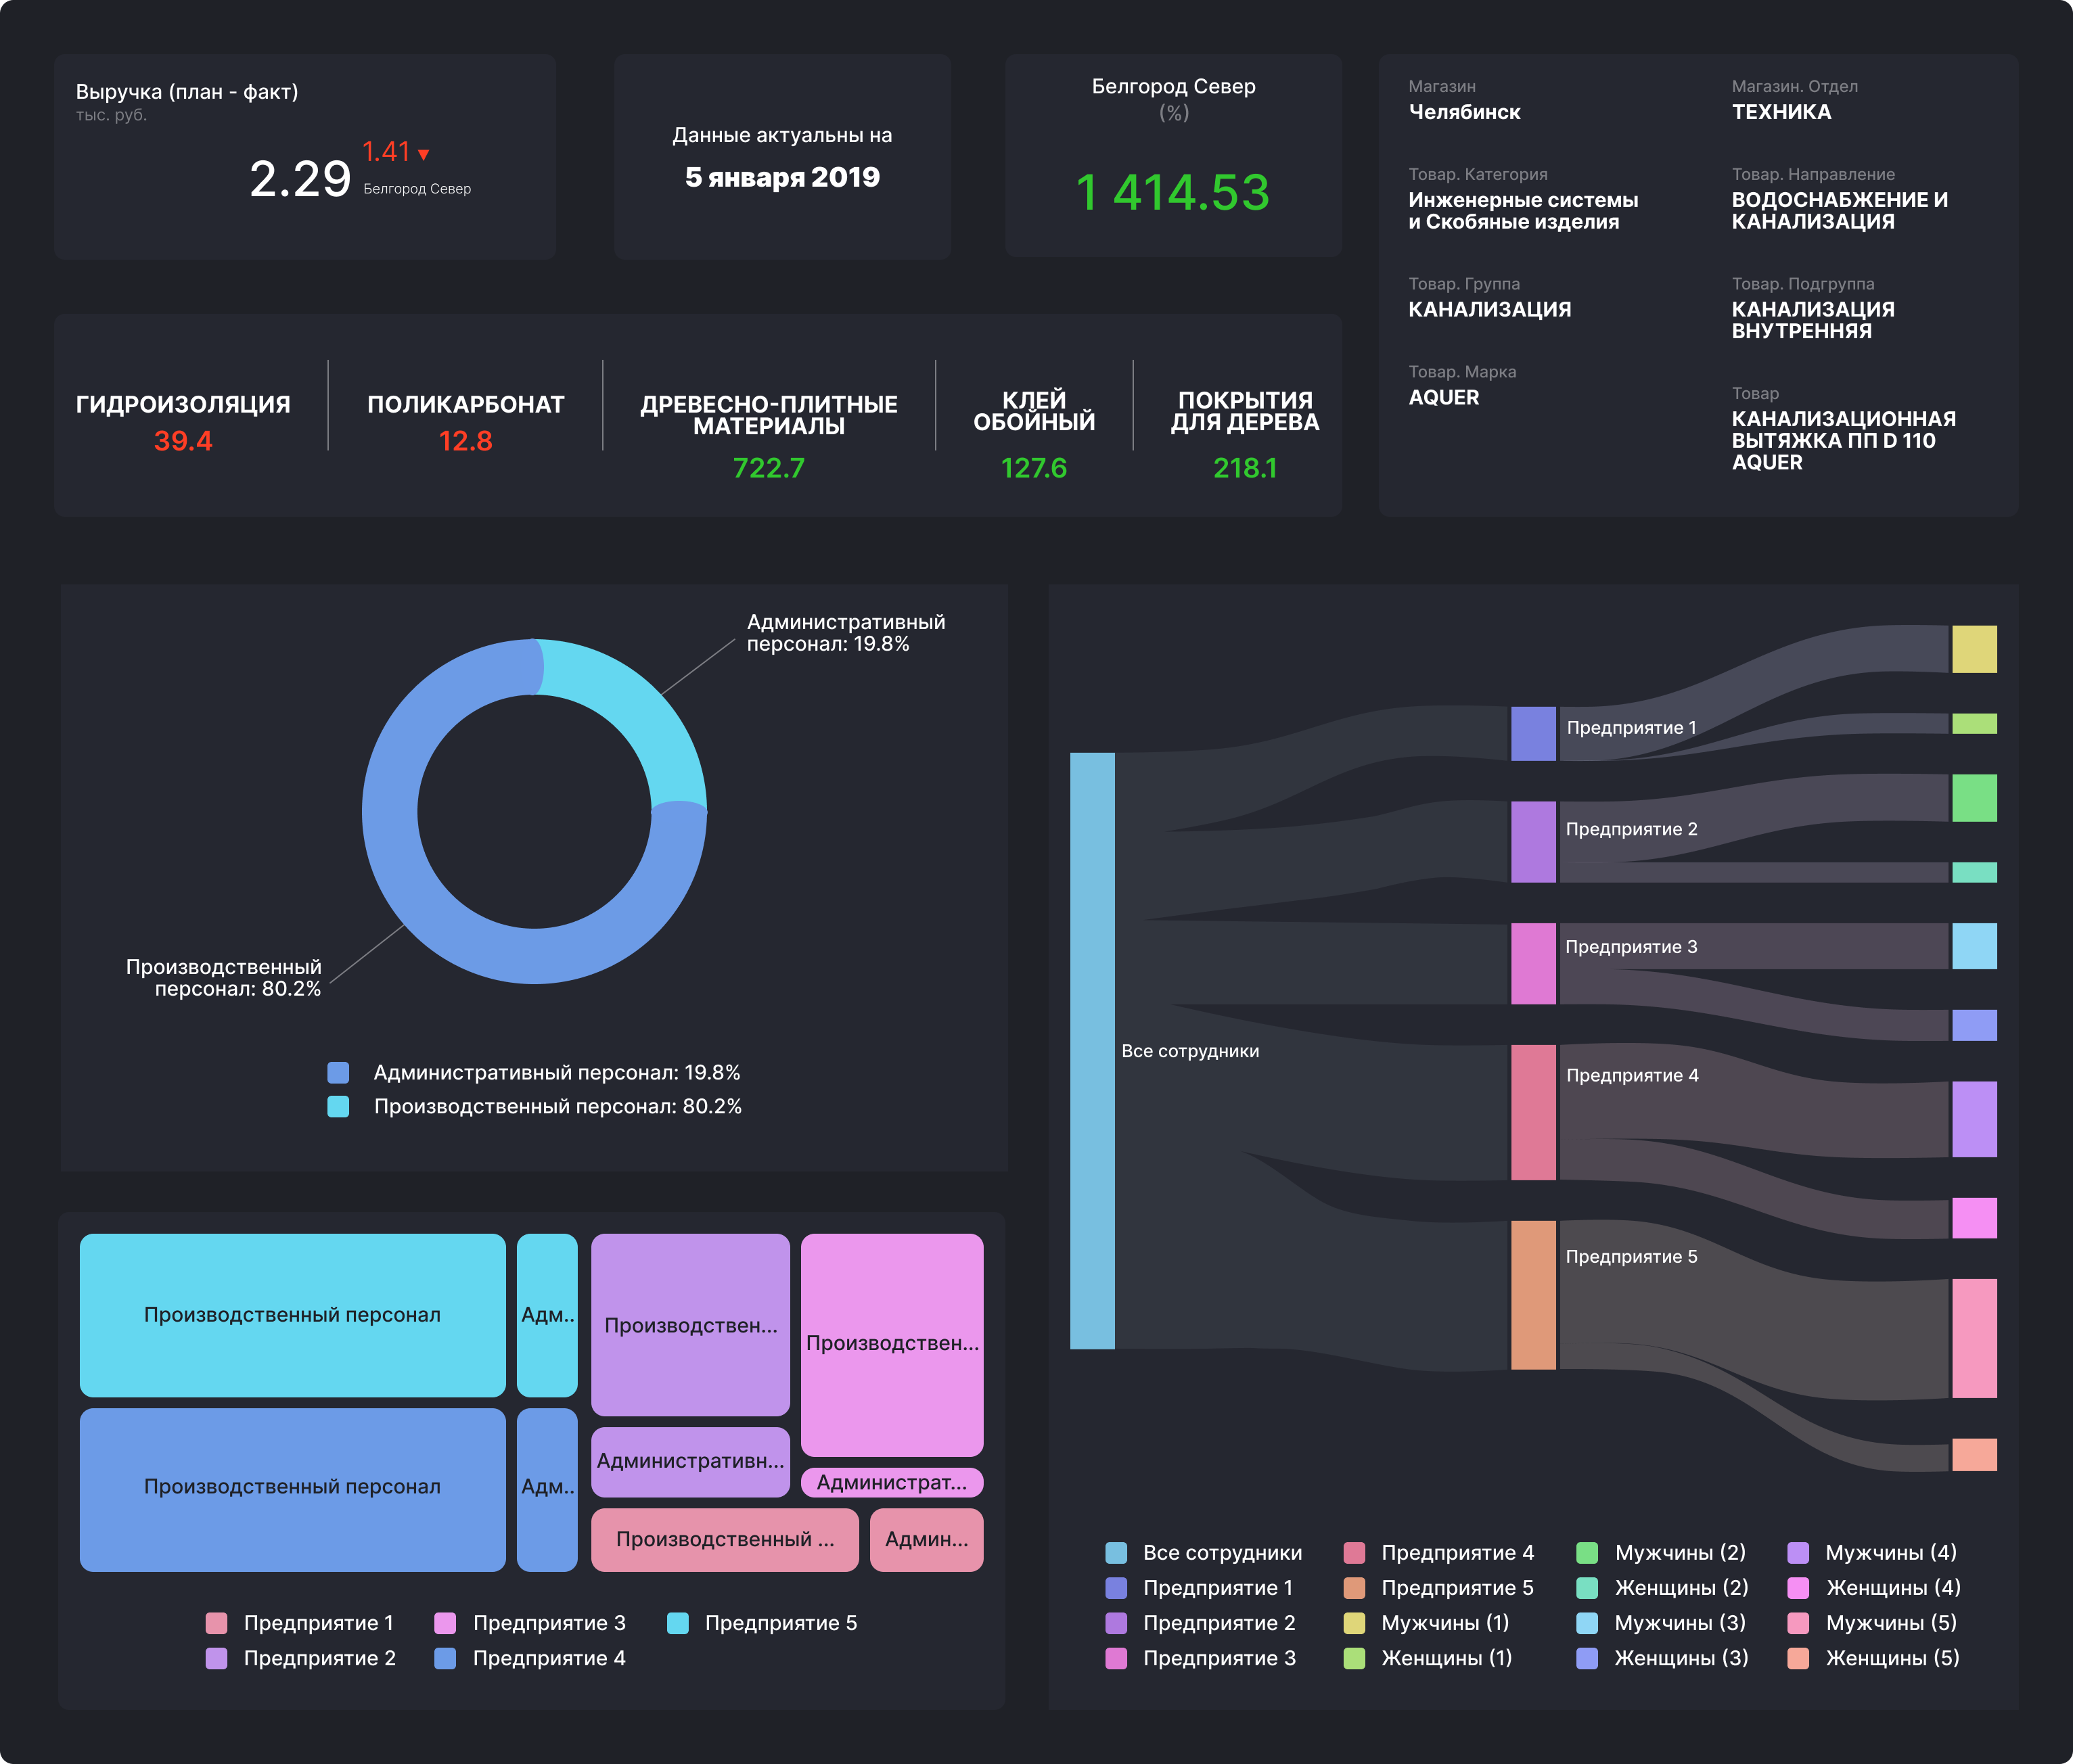 Выручка (план - факт)
тыс. руб.
2.29
1.41
Белгород Север
Данные актуальны на
5 января 2019
Белгород Север
(%)
1 414.53
Магазин
Челябинск
Магазин. Отдел
ТЕХНИКА
Товар. Категория
Инженерные системы
и Скобяные изделия
Товар. Направление
ВОДОСНАБЖЕНИЕ И
КАНАЛИЗАЦИЯ
Товар. Группа
КАНАЛИЗАЦИЯ
Товар. Подгруппа
КАНАЛИЗАЦИЯ
ВНУТРЕННЯЯ
Товар. Марка
AQUER
Товар
КАНАЛИЗАЦИОННАЯ
ВЫТЯЖКА ПП D 110
AQUER
ГИДРОИЗОЛЯЦИЯ
39.4
ПОЛИКАРБОНАТ
12.8
ДРЕВЕСНО-ПЛИТНЫЕ
МАТЕРИАЛЫ
722.7
КЛЕЙ
ОБОЙНЫЙ
127.6
ПОКРЫТИЯ
ДЛЯ ДЕРЕВА
218.1
Административный
персонал: 19.8%
Производственный
персонал: 80.2%
Административный персонал: 19.8%
Производственный персонал: 80.2%
Производственный персонал
Адм..
Производствен...
Производствен...
Производственный персонал
Адм..
Административн...
Администрат...
Производственный ...
Админ...
Предприятие 1
Предприятие 3
Предприятие 5
Предприятие 2
Предприятие 4
Все сотрудники
Предприятие 1
Предприятие 2
Предприятие 3
Предприятие 4
Предприятие 5
Все сотрудники
Предприятие 4
Мужчины (2)
Мужчины (4)
Предприятие 1
Предприятие 5
Женщины (2)
Женщины (4)
Предприятие 2
Мужчины (1)
Мужчины (3)
Мужчины (5)
Предприятие 3
Женщины (1)
Женщины (3)
Женщины (5)